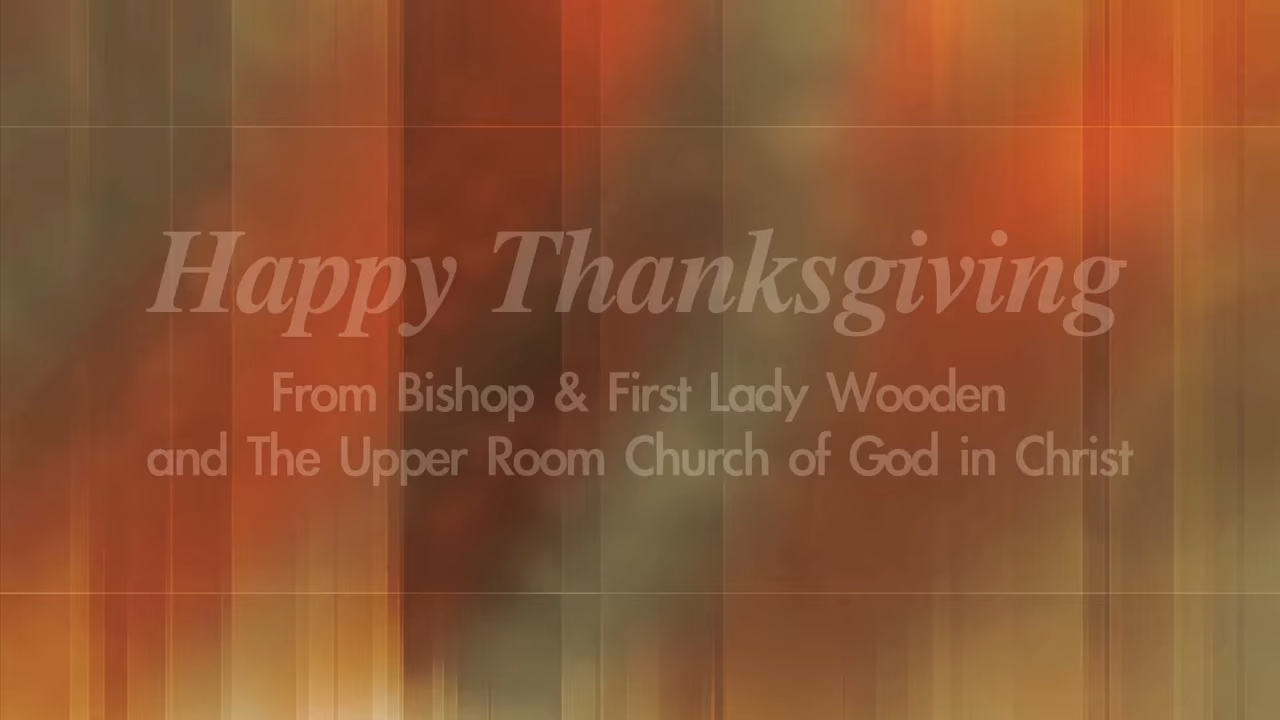 Happy Thanksgiving
From Bishop & First Lady Wooden
and The Upper Room Church of God in Christ